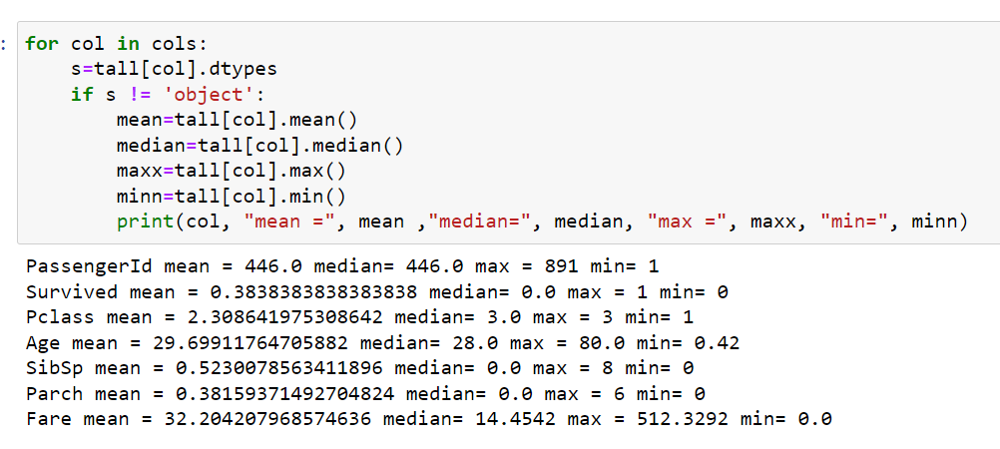 : for col in cols:
    s=tall[col].dtypes
    if s != 'object':
        mean=tall[col].mean()
        median=tall[col].median()
        maxx=tall[col].max()
        minn=tall[col].min()
        print(col, "mean =", mean ,"median=", median, "max =", maxx, "min=", minn)
PassengerId mean = 446.0 median= 446.0 max = 891 min= 1
Survived mean = 0.3838383838383838 median= 0.0 max = 1 min= 0
Pclass mean = 2.308641975308642 median= 3.0 max = 3 min= 1
Age mean = 29.69911764705882 median= 28.0 max = 80.0 min= 0.42
SibSp mean = 0.5230078563411896 median= 0.0 max = 8 min= 0
Parch mean = 0.38159371492704824 median= 0.0 max = 6 min= 0
Fare mean = 32.204207968574636 median= 14.4542 max = 512.3292 min= 0.0